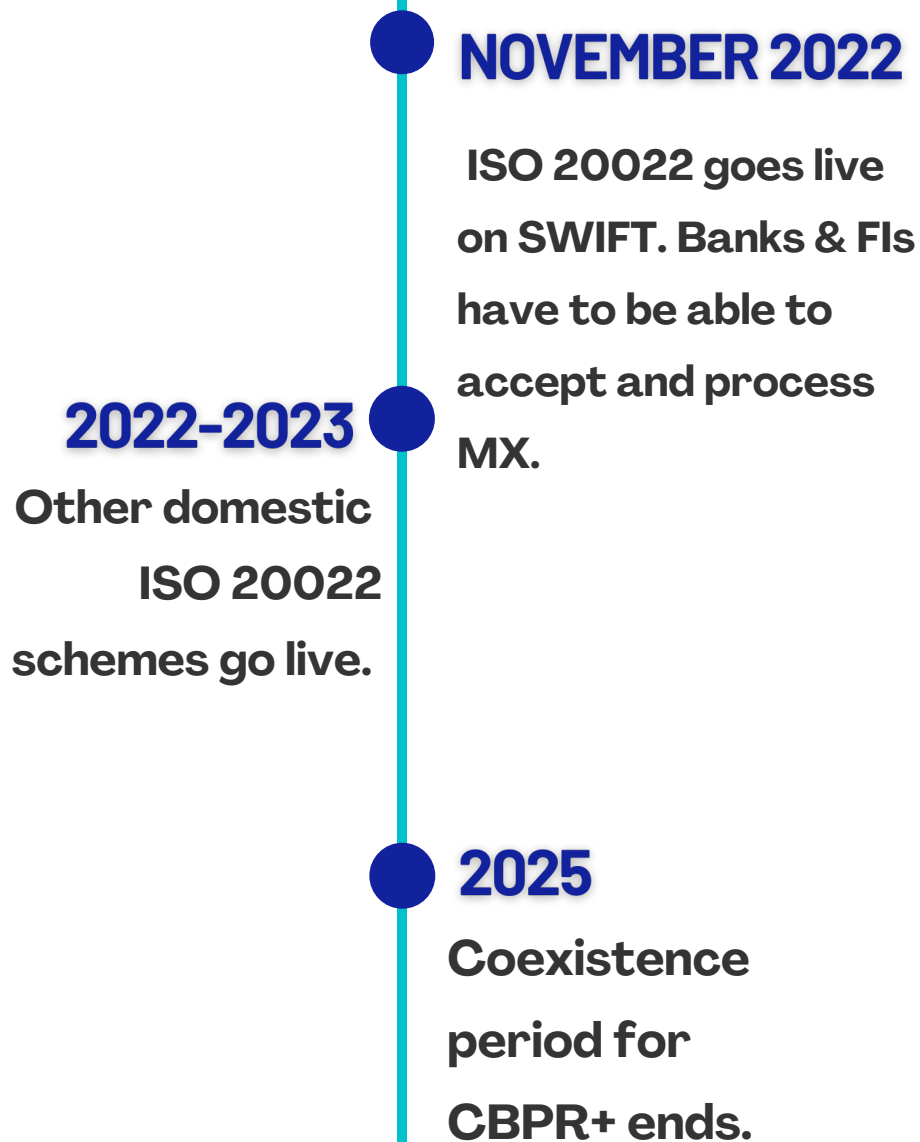 NOVEMBER 2022
ISO 20022 goes live
on SWIFT. Banks & FIs
have to be able to
accept and process
MX.
2022-2023
Other domestic
ISO 20022
schemes go live.
2025
Coexistence
period for
CBPR+ ends.